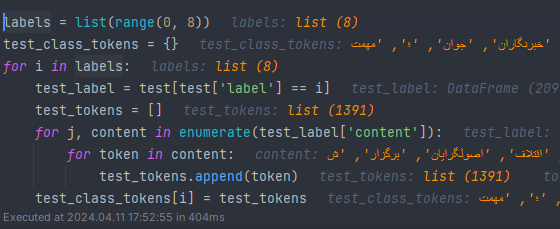 labels = list(range(0, 8))   labels: list (8)
test_class_tokens = {}   test_class_tokens: 'خبرنگاران', 'جوان', '؛', 'مهمت
for i in labels:   labels: list (8)
test_label = test[test['label'] == i]   test_label: DataFrame (209
test_tokens = []   test_tokens: list (1391)
for j, content in enumerate(test_label['content']):   test_label:
for token in content:   content: 'ائتلاف', 'اصولگرایان', 'برگزار', 'ش
test_tokens.append(token)   test_tokens: list (1391)   to
test_class_tokens[i] = test_tokens   test_class_tokens: '؛', 'مهمت
Executed at 2024.04.11 17:52:55 in 404ms